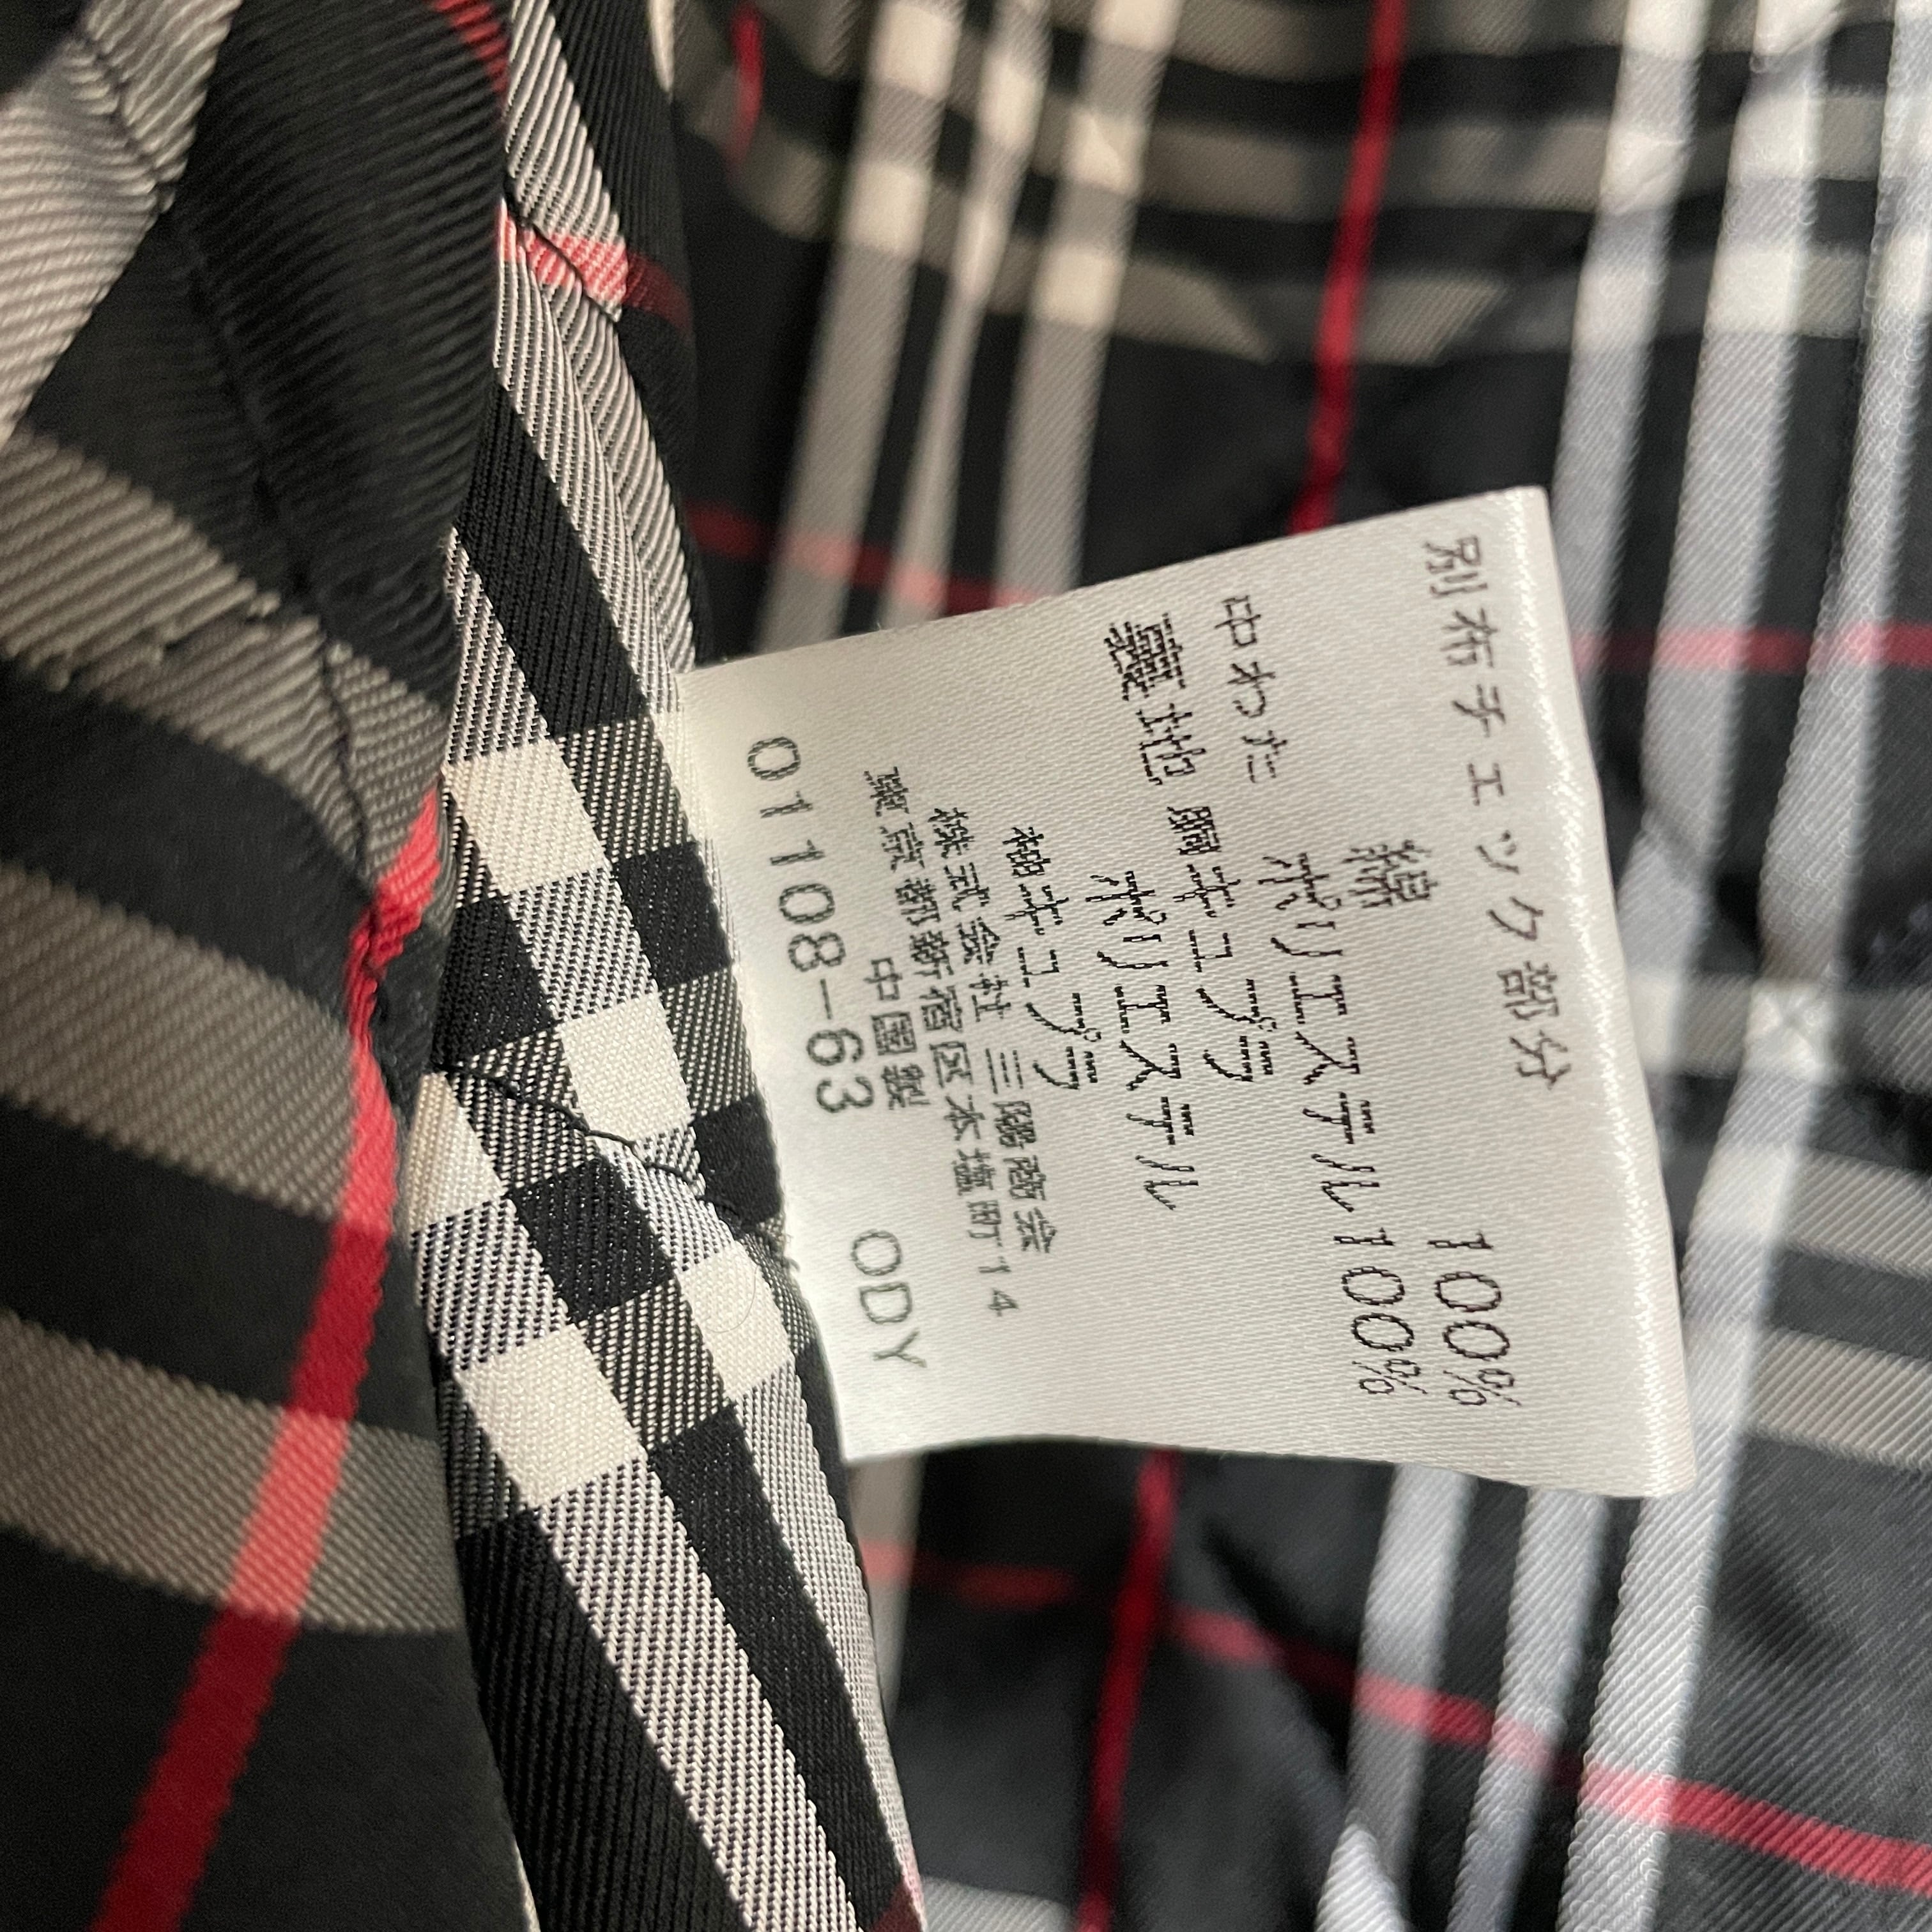 別布チェック部分
綿 100%
中わた ポリエステル100%
裏地 胴キュプラ
ポリエステル
袖キュプラ
株式会社 三陽商会
東京都新宿区本塩町14
中国製
01108-63 ODY